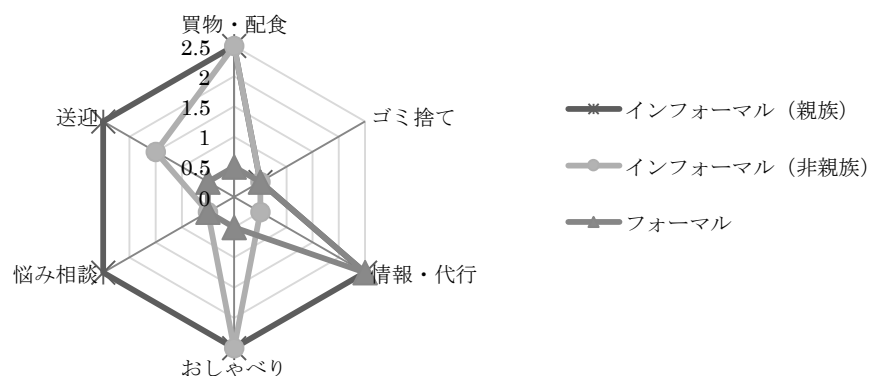 買物・配食
2.5
2
1.5
1
0.5
0
ゴミ捨て
情報・代行
おしゃべり
悩み相談
送迎
インフォーマル（親族）
インフォーマル（非親族）
フォーマル